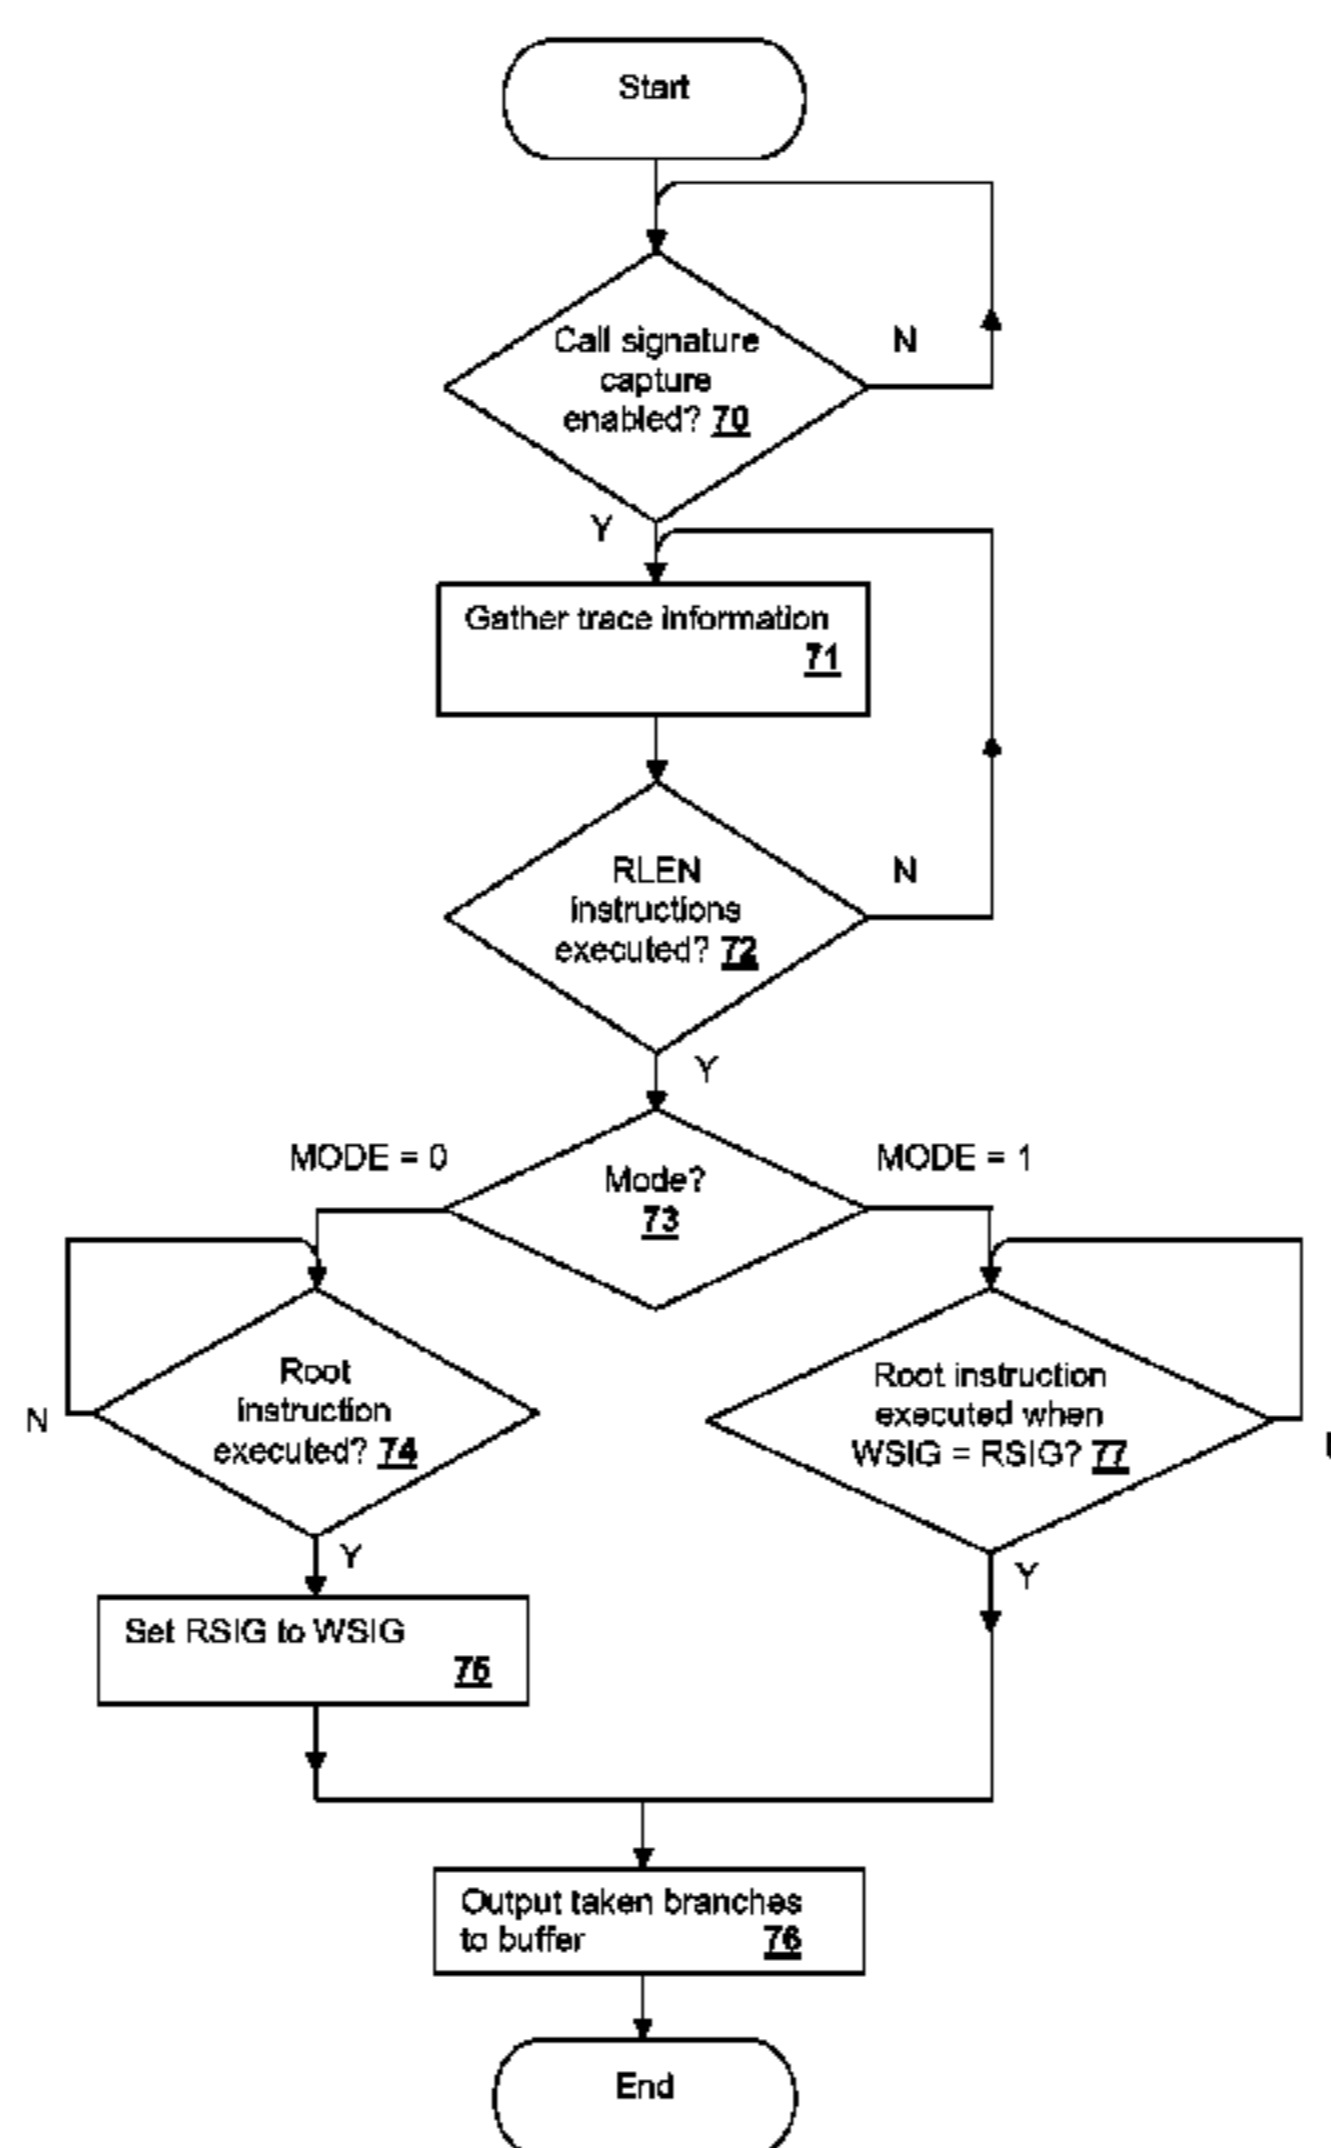 Start
Call signature
capture
enabled? 70
N
Y
Gather trace information
71
RLEN
instructions
executed? 72
N
Y
MODE = 0
Mode?
73
MODE = 1
Root
instruction
executed? 74
N
Root instruction
executed when
WSIG = RSIG? 77
Y
Y
Set RSIG to WSIG
75
Output taken branches
to buffer 76
End